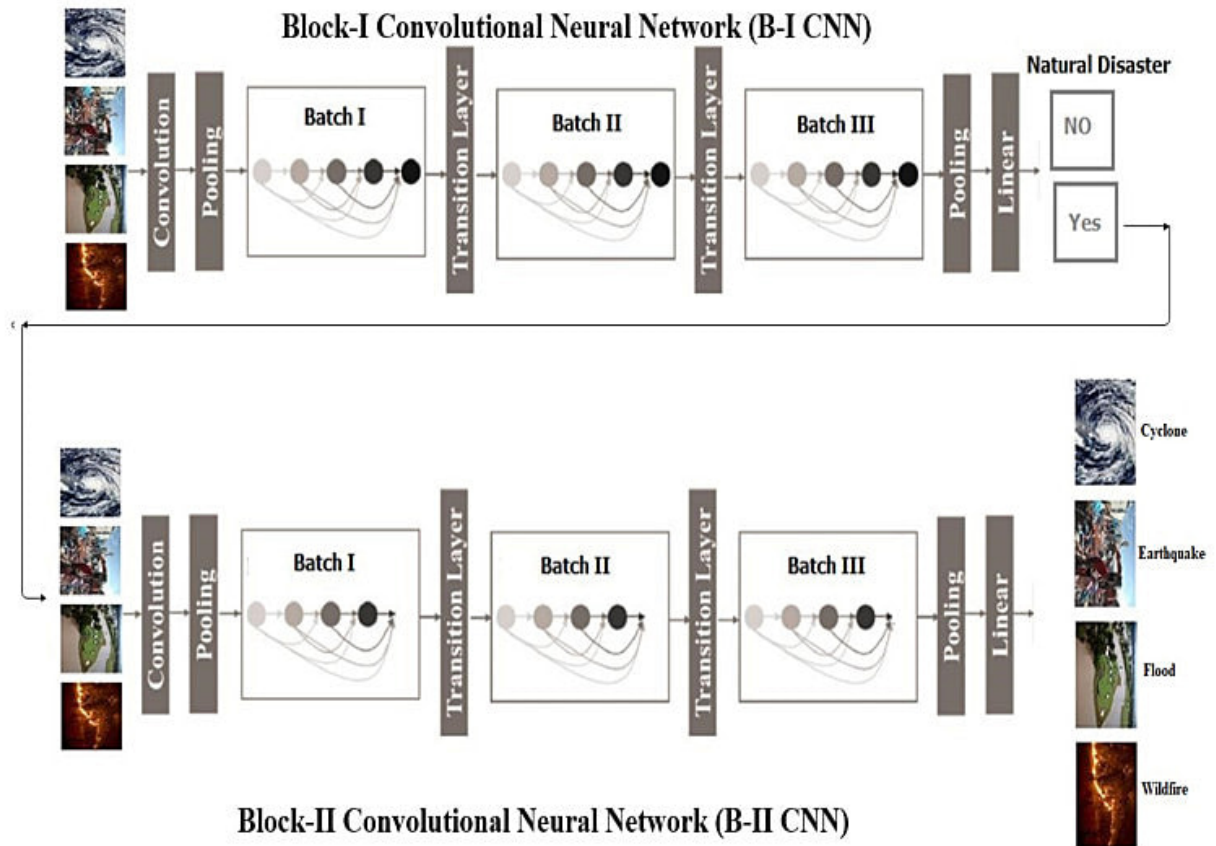 Block-I Convolutional Neural Network (B-I CNN)
Natural Disaster
Convolution
Pooling
Batch I
Transition Layer
Batch II
Transition Layer
Batch III
Pooling
Linear
NO
Yes
Cyclone
Earthquake
Flood
Wildfire
Convolution
Pooling
Batch I
Transition Layer
Batch II
Transition Layer
Batch III
Pooling
Linear
Block-II Convolutional Neural Network (B-II CNN)